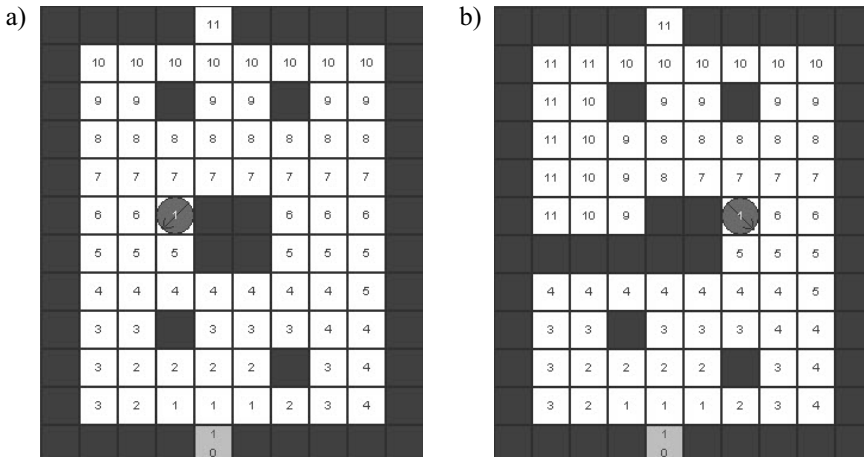 a)
11
10 10 10 10 10 10 10 10
9 9 9 9 9 9
8 8 8 8 8 8 8 8
7 7 7 7 7 7 7 7
6 6 1 6 6 6
5 5 5 5 5 5
4 4 4 4 4 4 4 5
3 3 3 3 3 4 4
3 2 2 2 2 3 4
3 2 1 1 1 2 3 4
1
0
b)
11
11 11 10 10 10 10 10 10
11 10 9 9 9 9
11 10 9 8 8 8 8 8
11 10 9 8 7 7 7 7
11 10 9 1 6 6
5 5 5
4 4 4 4 4 4 4 5
3 3 3 3 3 4 4
3 2 2 2 2 3 4
3 2 1 1 1 2 3 4
1
0